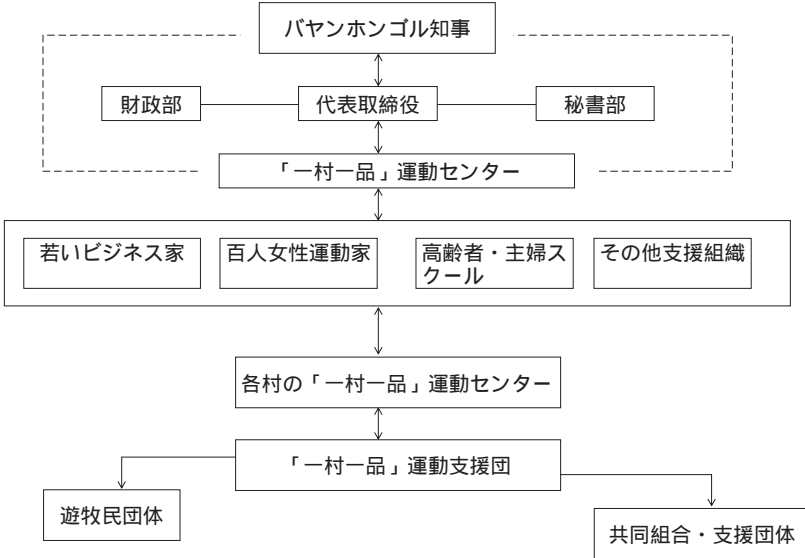 バヤンホンゴル知事
財政部
代表取締役
秘書部
「一村一品」運動センター
若いビジネス家
百人女性運動家
高齢者・主婦ス
クール
その他支援組織
各村の「一村一品」運動センター
「一村一品」運動支援団
遊牧民団体
共同組合・支援団体